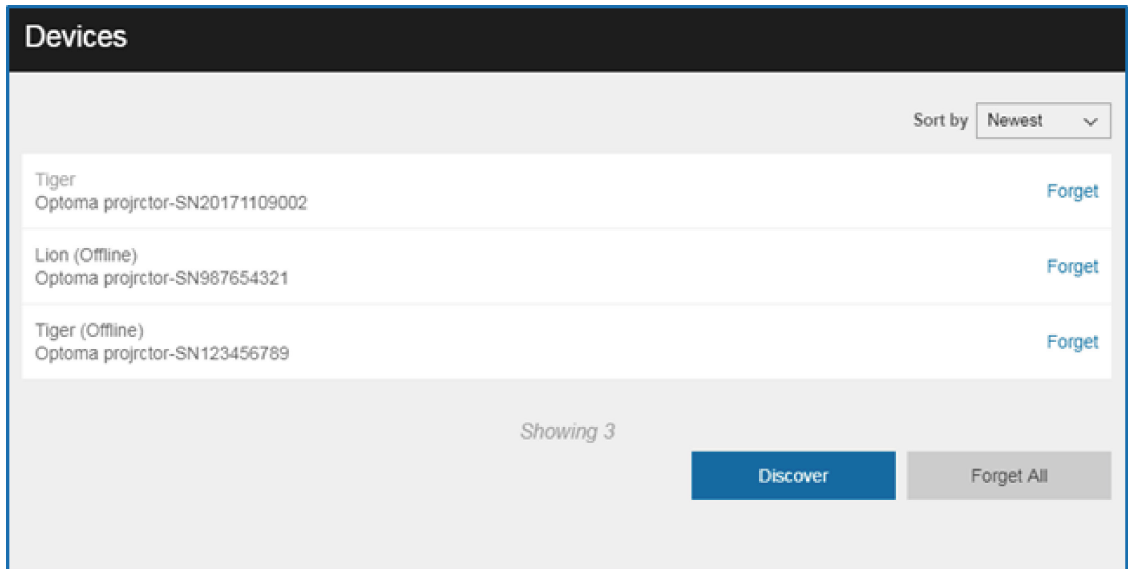 Devices
Sort by Newest
Tiger
Optoma projrctor-SN20171109002
Forget
Lion (Offline)
Optoma projrctor-SN987654321
Forget
Tiger (Offline)
Optoma projrctor-SN123456789
Forget
Showing 3
Discover Forget All